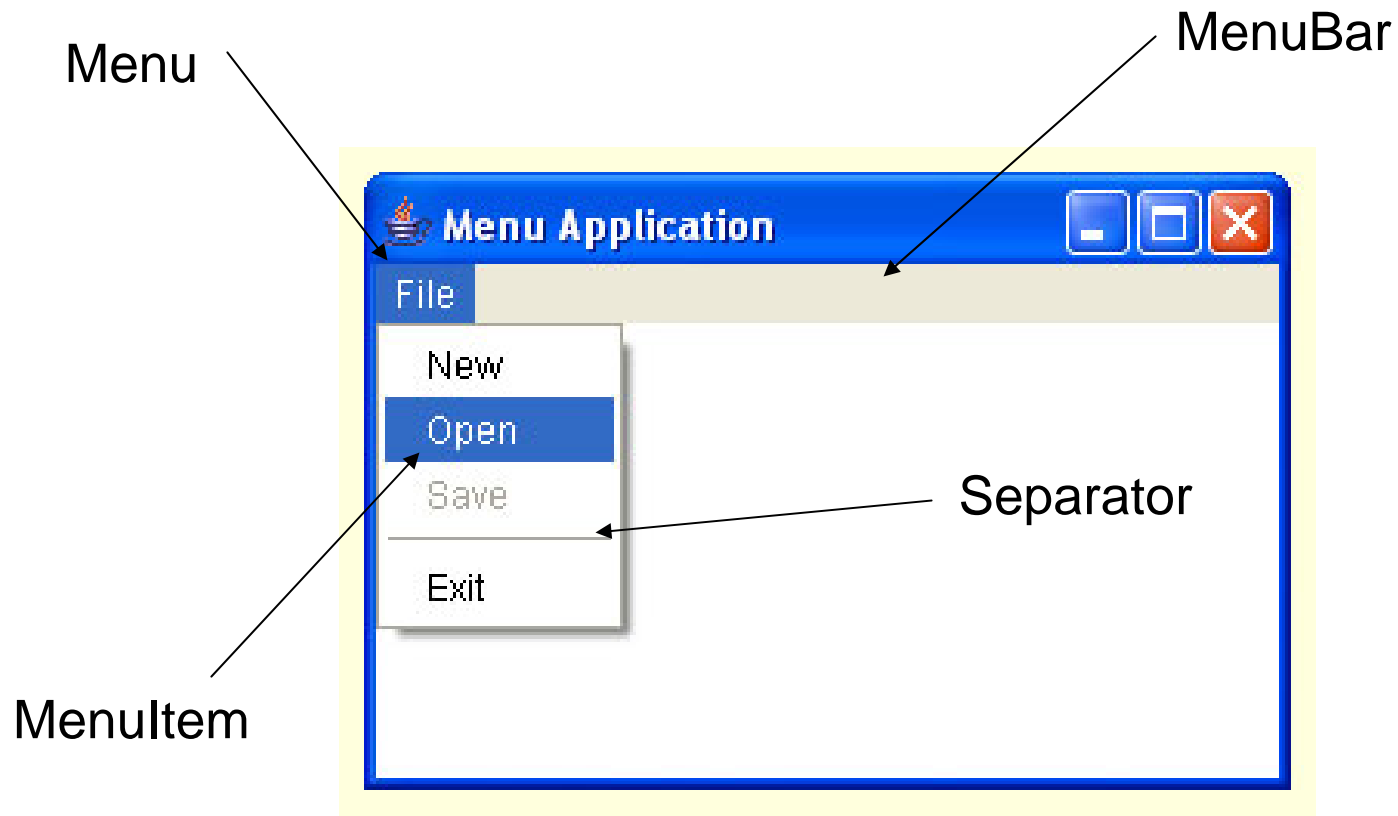 MenuBar
Menu
Menu Application
File
New
Open
Save
Separator
Exit
MenuItem